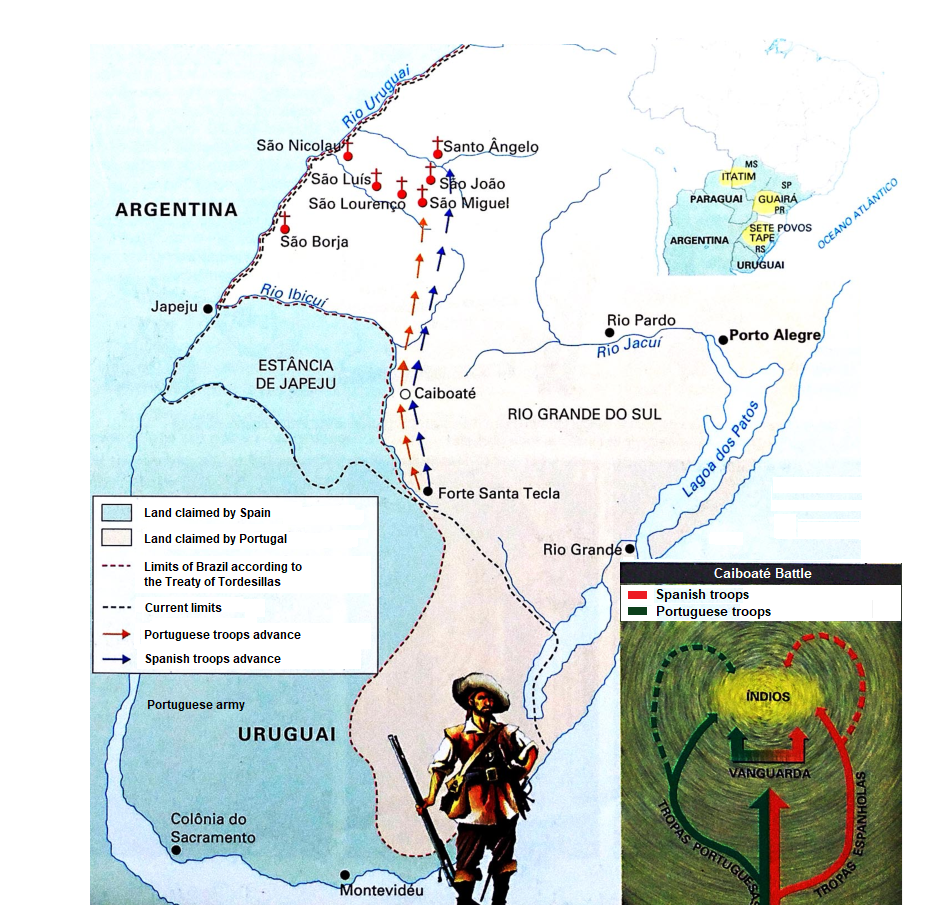 Rio Uruguai
São Nicolau
Santo Ângelo
São Luís
São João
São Lourenço
São Miguel
ARGENTINA
São Borja
Japeju
Rio Ibicuí
Rio Pardo
Rio Jacuí
Porto Alegre
ESTÂNCIA
DE JAPEJU
Caiboaté
RIO GRANDE DO SUL
Lagoa dos Patos
Forte Santa Tecla
Rio Grande
MS
ITATIM
SP
PARAGUAI
GUAIRÁ
PR
SETE POVOS
TAPE
ARGENTINA
RS
URUGUAI
OCEANO ATLÂNTICO
Land claimed by Spain
Land claimed by Portugal
Limits of Brazil according to
the Treaty of Tordesillas
Current limits
Portuguese troops advance
Spanish troops advance
Portuguese army
URUGUAI
Colônia do
Sacramento
Montevidéu
Caiboaté Battle
Spanish troops
Portuguese troops
ÍNDIOS
VANGUARDA
TROPAS PORTUGUESAS
TROPAS ESPANHOLAS